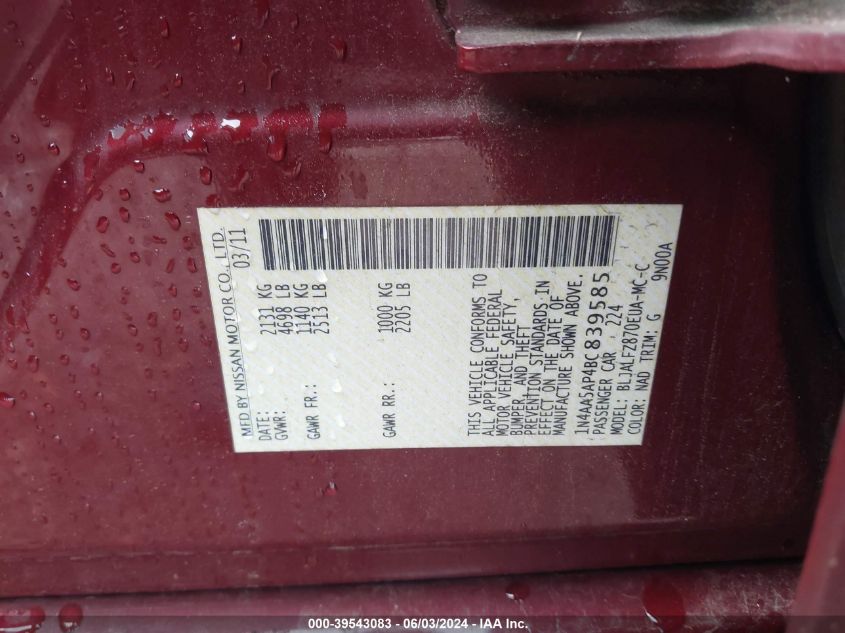 MFD BY NISSAN MOTOR CO., LTD.
DATE: 03/11
GVWR: 2131 KG
4698 LB
GAWR FR.: 1140 KG
2513 LB
GAWR RR.: 1000 KG
2205 LB
THIS VEHICLE CONFORMS TO
ALL APPLICABLE FEDERAL
MOTOR VEHICLE SAFETY,
BUMPER, AND THEFT
PREVENTION STANDARDS IN
EFFECT ON THE DATE OF
MANUFACTURE SHOWN ABOVE.
1N4AA5AP4BC839585
PASSENGER CAR 224
MODEL: BLJALFZ870EUA-MC-C
COLOR: NAD TRIM: G 9N00A
000-39543083 / 06/03/2024 - IAA Inc.